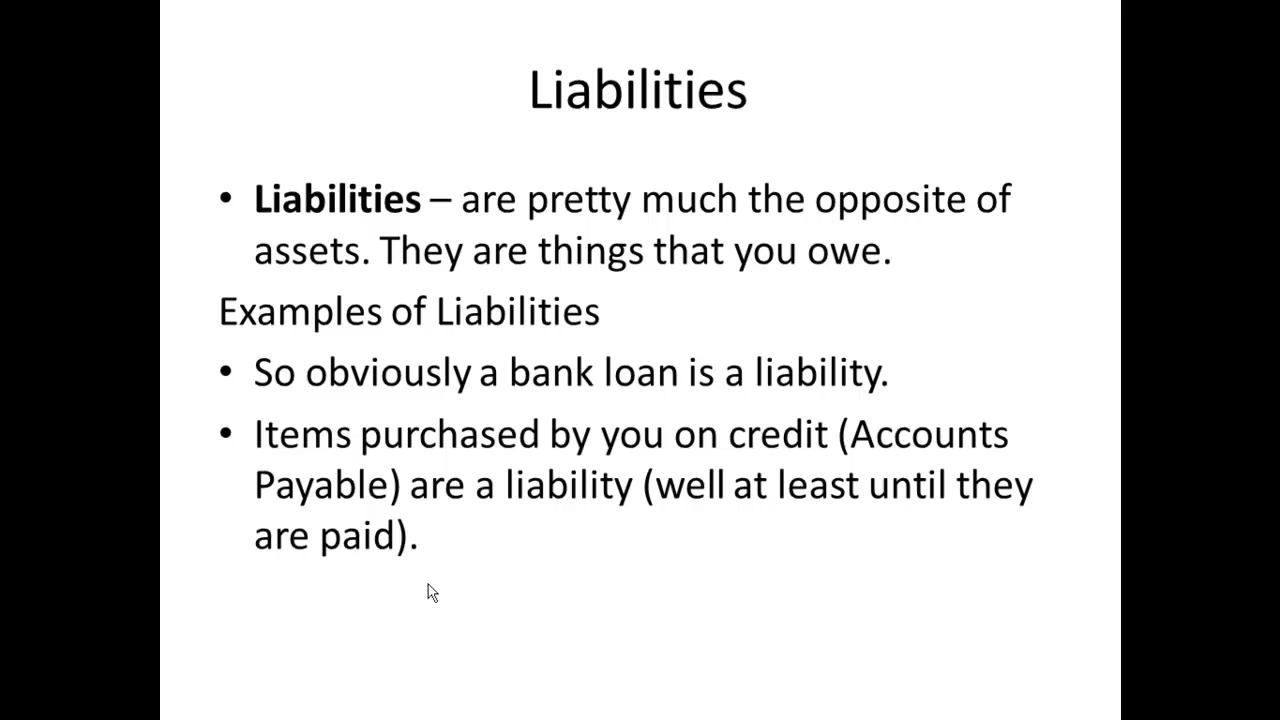 Liabilities
• Liabilities – are pretty much the opposite of
assets. They are things that you owe.
Examples of Liabilities
• So obviously a bank loan is a liability.
• Items purchased by you on credit (Accounts
Payable) are a liability (well at least until they
are paid).